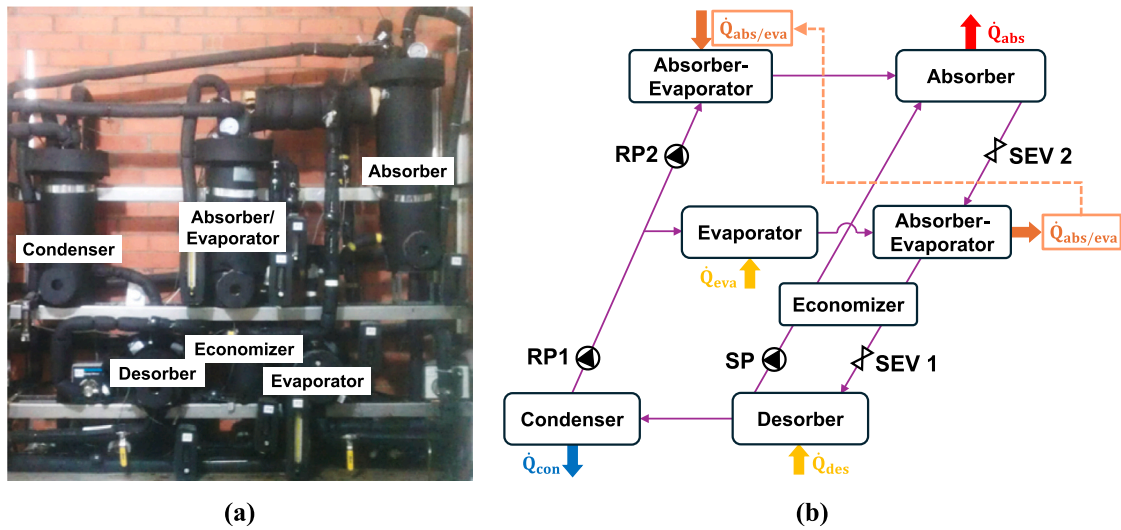 Condenser
Absorber/
Evaporator
Absorber
Economizer
Desorber
Evaporator
(a)
Q̇abs/eva
Absorber-
Evaporator
Q̇abs
Absorber
RP2
SEV 2
Evaporator
Absorber-
Evaporator
Q̇abs/eva
Q̇eva
Economizer
RP1
SP
SEV 1
Condenser
Desorber
Q̇con
Q̇des
(b)